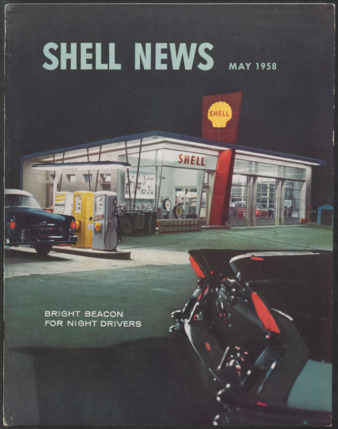 SHELL NEWS
MAY 1958
SHELL
SHELL
BRIGHT BEACON
FOR NIGHT DRIVERS